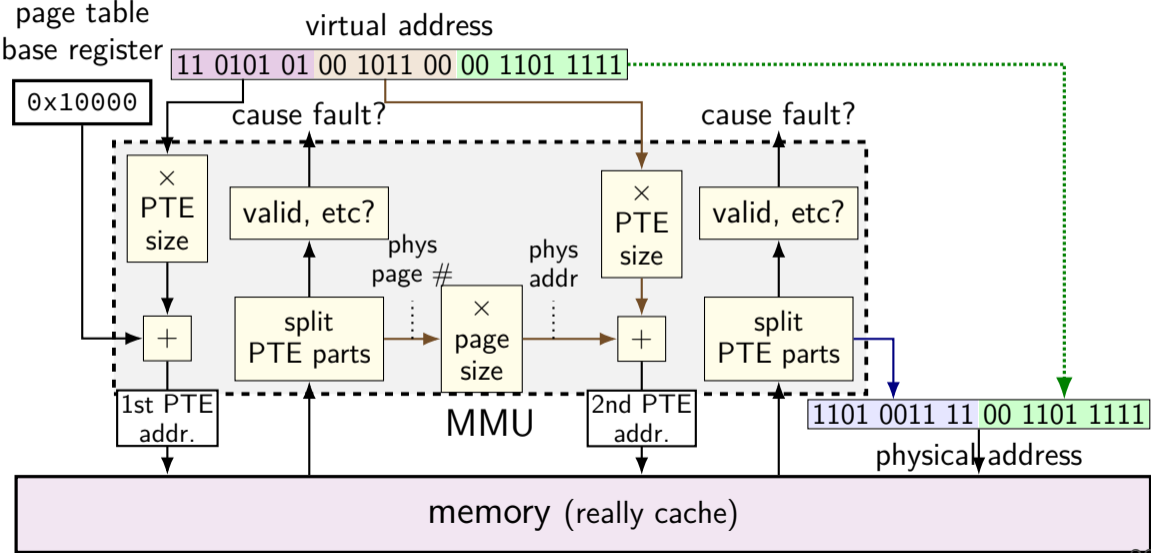 page table
base register
virtual address
11 0101 01 00 1011 00 00 1101 1111
0x10000
cause fault?
cause fault?
×
PTE
size
valid, etc?
phys
page #
phys
addr
×
PTE
size
valid, etc?
+
split
PTE parts
×
page
size
+
split
PTE parts
1st PTE
addr.
MMU
2nd PTE
addr.
1101 0011 11 00 1101 1111
physical address
memory (really cache)